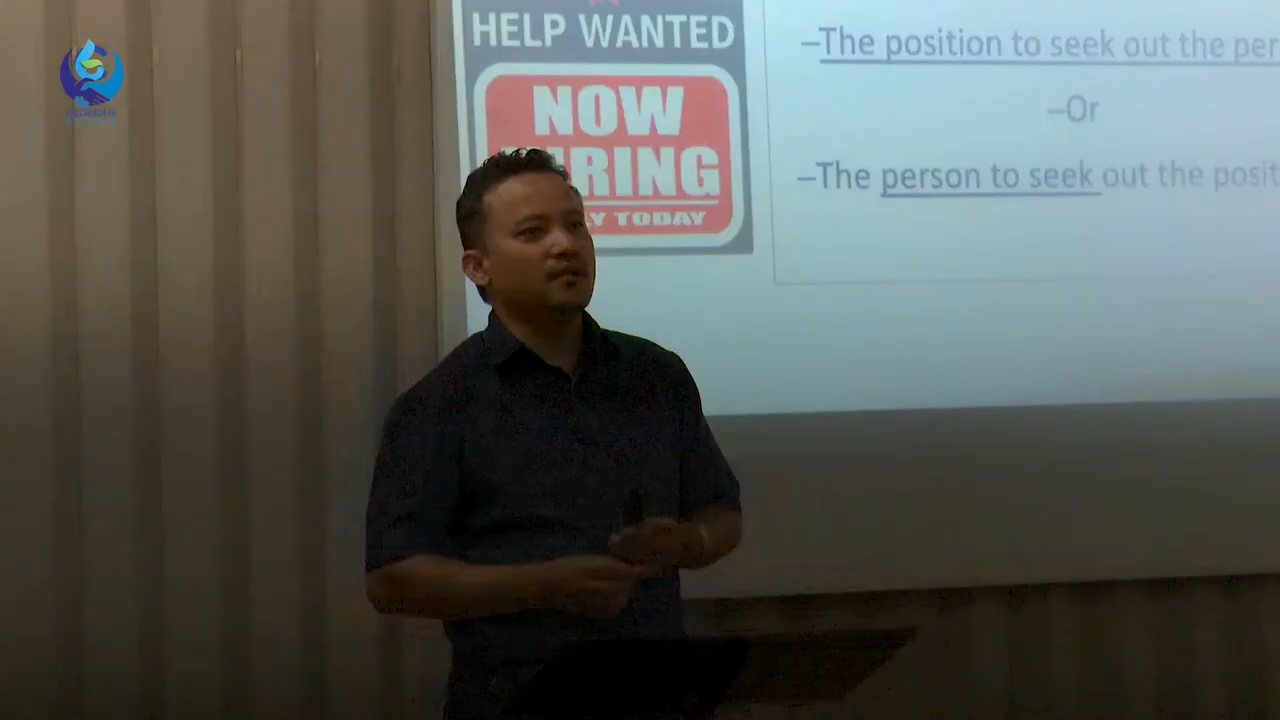 HELP WANTED
NOW
RING
Y TODAY
–The position to seek out the per
–Or
–The person to seek out the posit